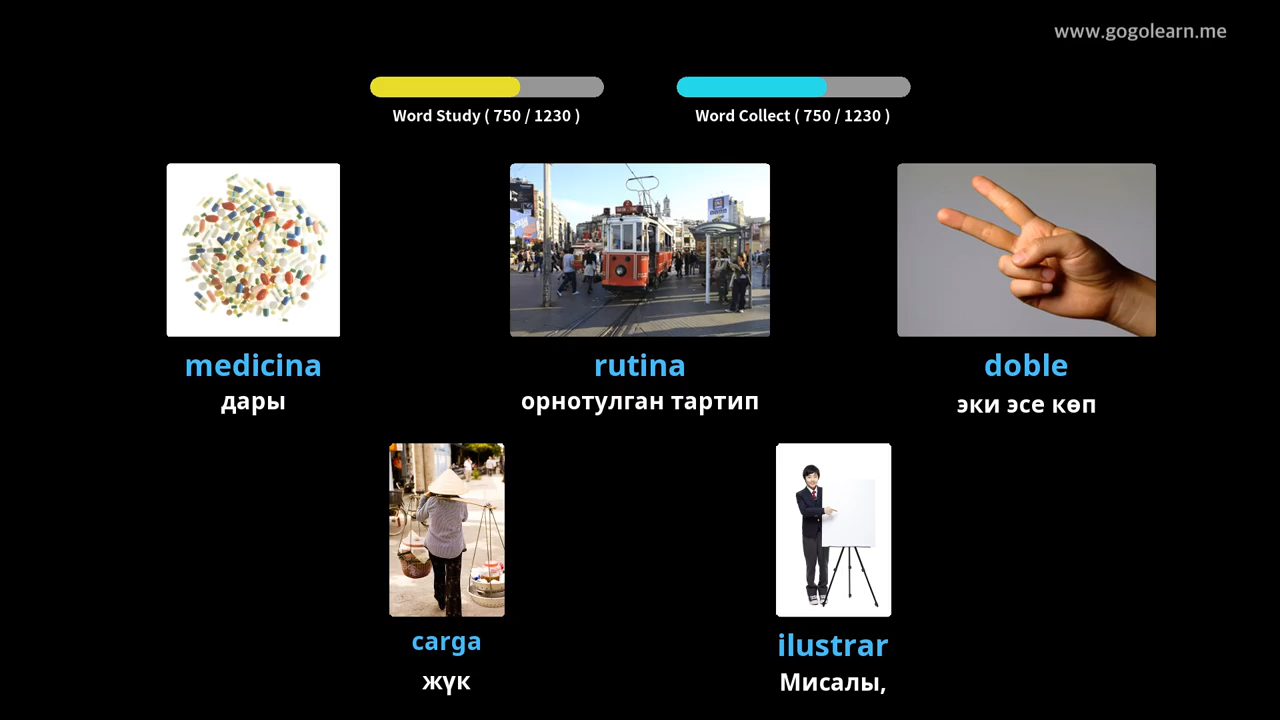 www.gogolearn.me
Word Study ( 750 / 1230 )
Word Collect ( 750 / 1230 )
medicina
дары
rutina
орнотулган тартип
doble
эки эсе көп
carga
жүк
ilustrar
Мисалы,